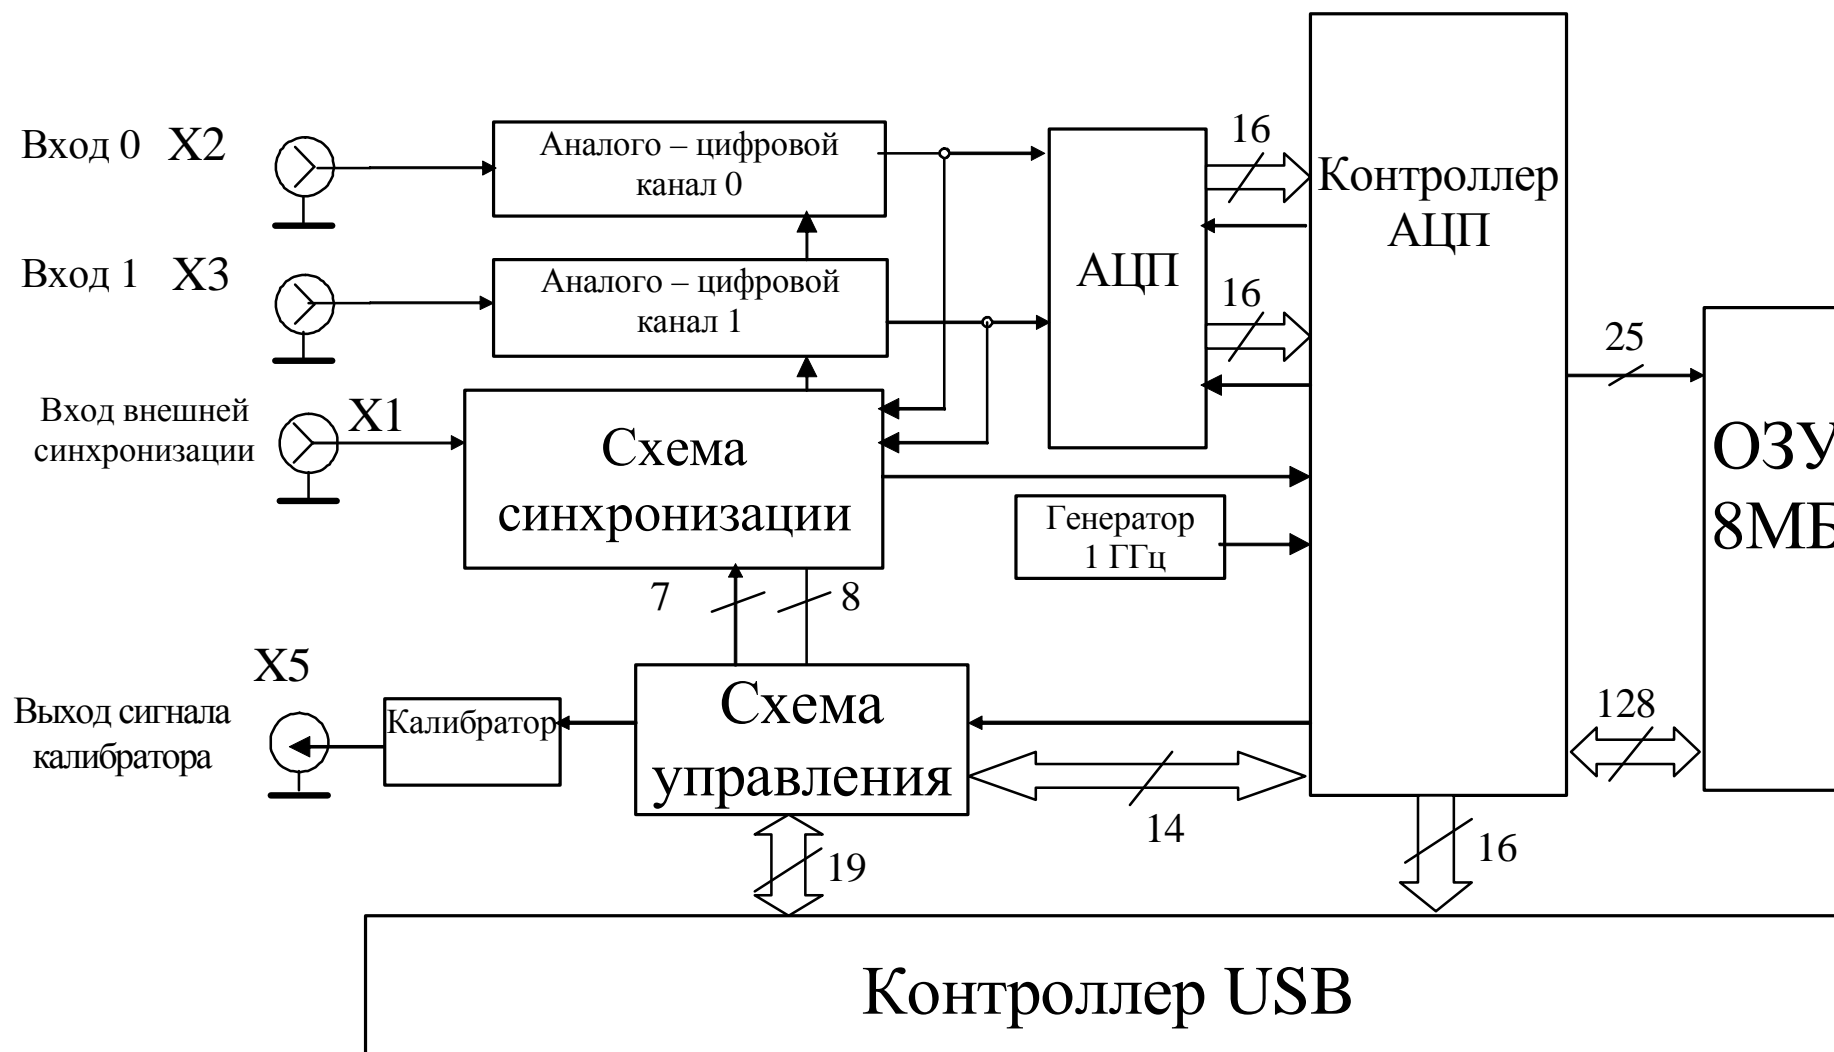 Вход 0 X2
Аналого – цифровой
канал 0
16
Контроллер
АЦП
Вход 1 X3
Аналого – цифровой
канал 1
АЦП
16
25
Вход внешней
синхронизации
X1
Схема
синхронизации
ОЗУ
8МБ
Генератор
1 ГГц
7
8
X5
Выход сигнала
калибратора
Калибратор
Схема
управления
128
14
16
19
Контроллер USB